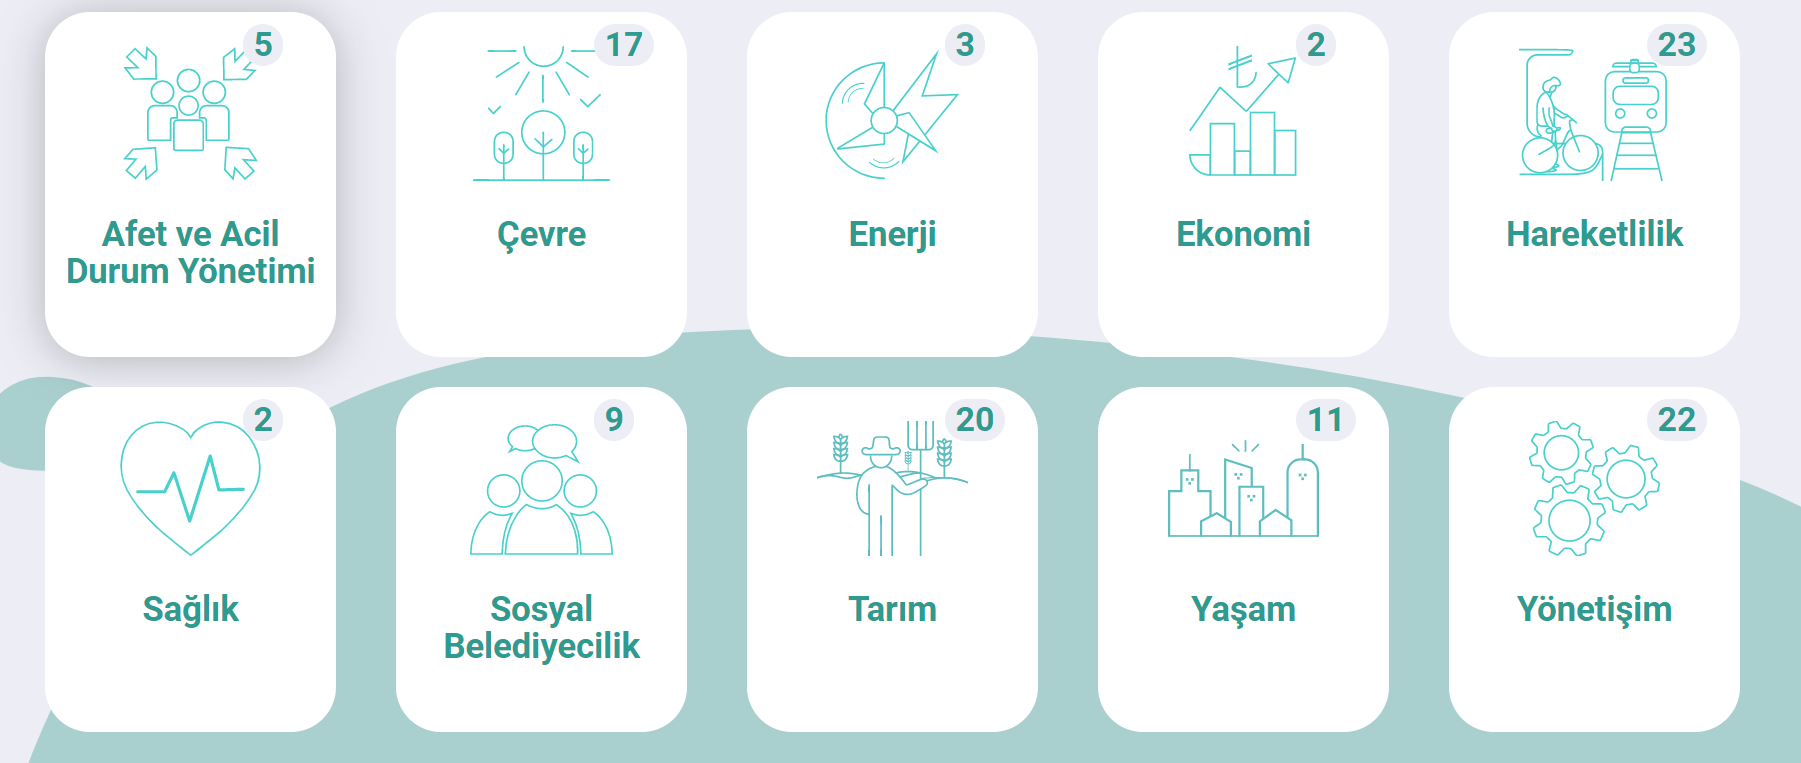 5
Afet ve Acil
Durum Yönetimi
17
Çevre
3
Enerji
2
Ekonomi
23
Hareketlilik
2
Sağlık
9
Sosyal
Belediyecilik
20
Tarım
11
Yaşam
22
Yönetişim